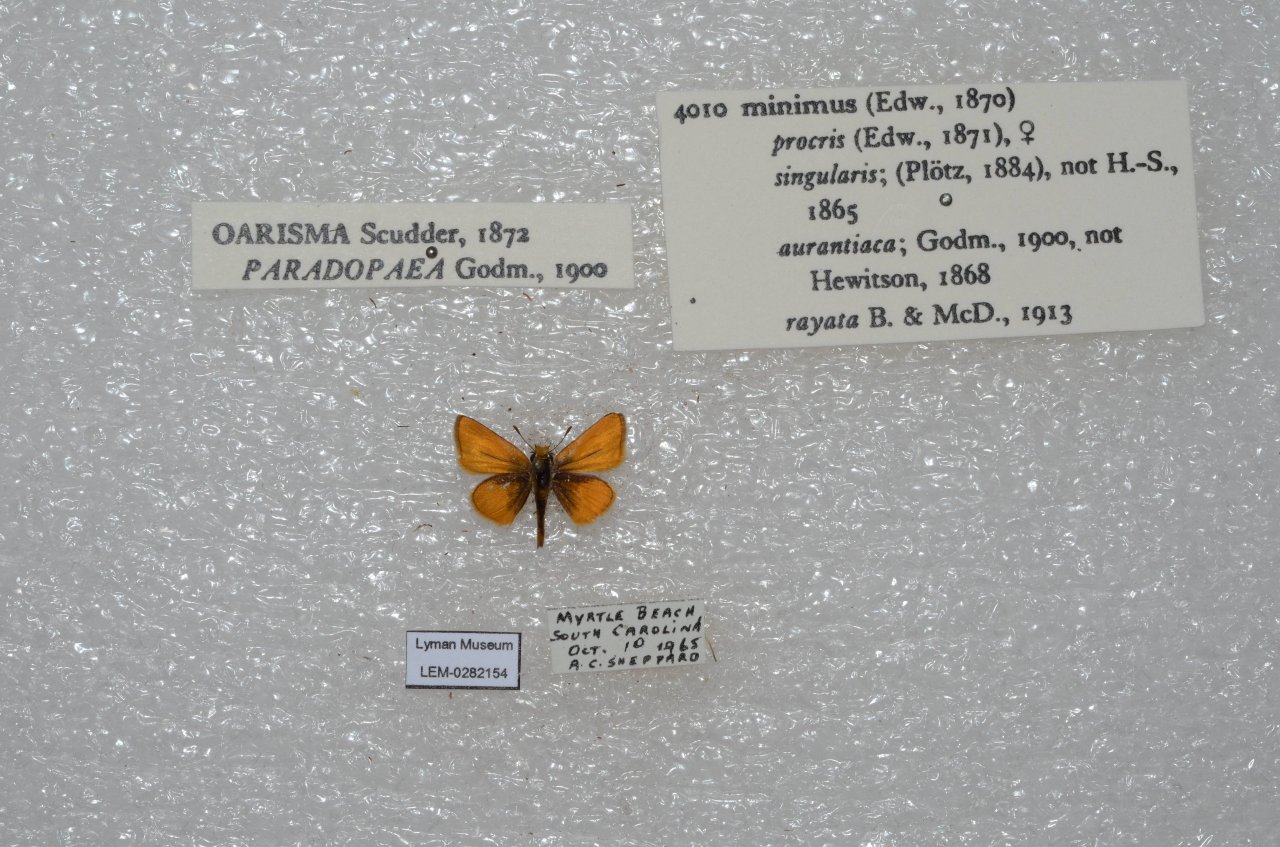 OARISMA Scudder, 1872
PARADOPAEA Godm., 1900
4010 minimus (Edw., 1870)
procris (Edw., 1871), ♀
singularis; (Plötz, 1884), not H.-S.,
1865
aurantiaca; Godm., 1900, not
Hewitson, 1868
rayata B. & McD., 1913
MYRTLE BEACH
SOUTH CAROLINA
OCT. 10 1965
A.C. SHEPPARD
Lyman Museum
LEM-0282154